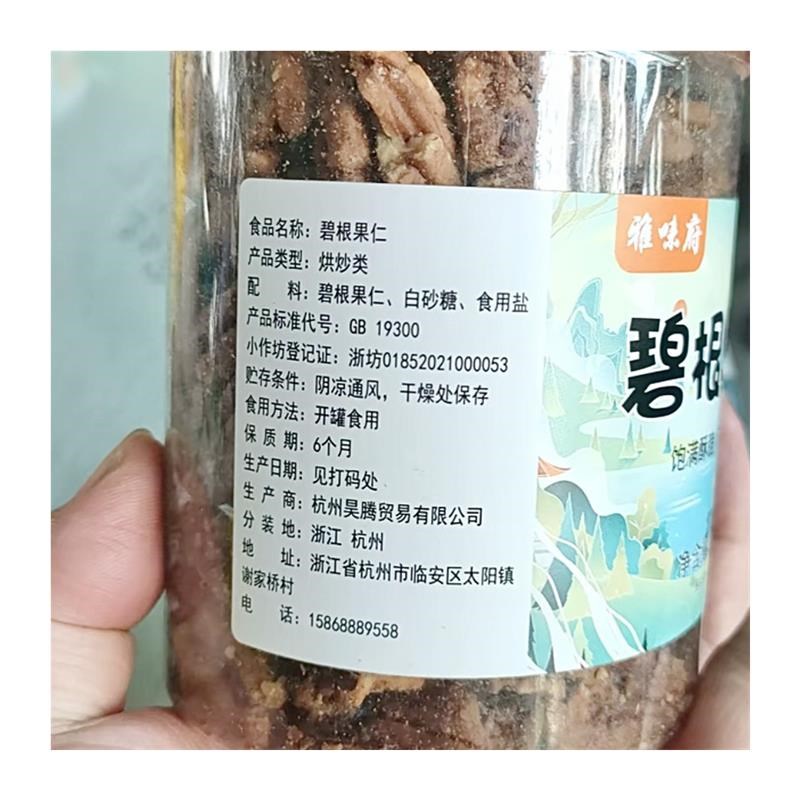 食品名称：碧根果仁
产品类型：烘炒类
配 料：碧根果仁、白砂糖、食用盐
产品标准代号：GB 19300
小作坊登记证：浙坊01852021000053
贮存条件：阴凉通风，干燥处保存
食用方法：开罐食用
保 质 期：6个月
生产日期：见打码处
生 产 商：杭州昊腾贸易有限公司
分 装 地：浙江 杭州
地 址：浙江省杭州市临安区太阳镇
谢家桥村
电 话：15868889558
雅味府
碧根
饱满酥
净含